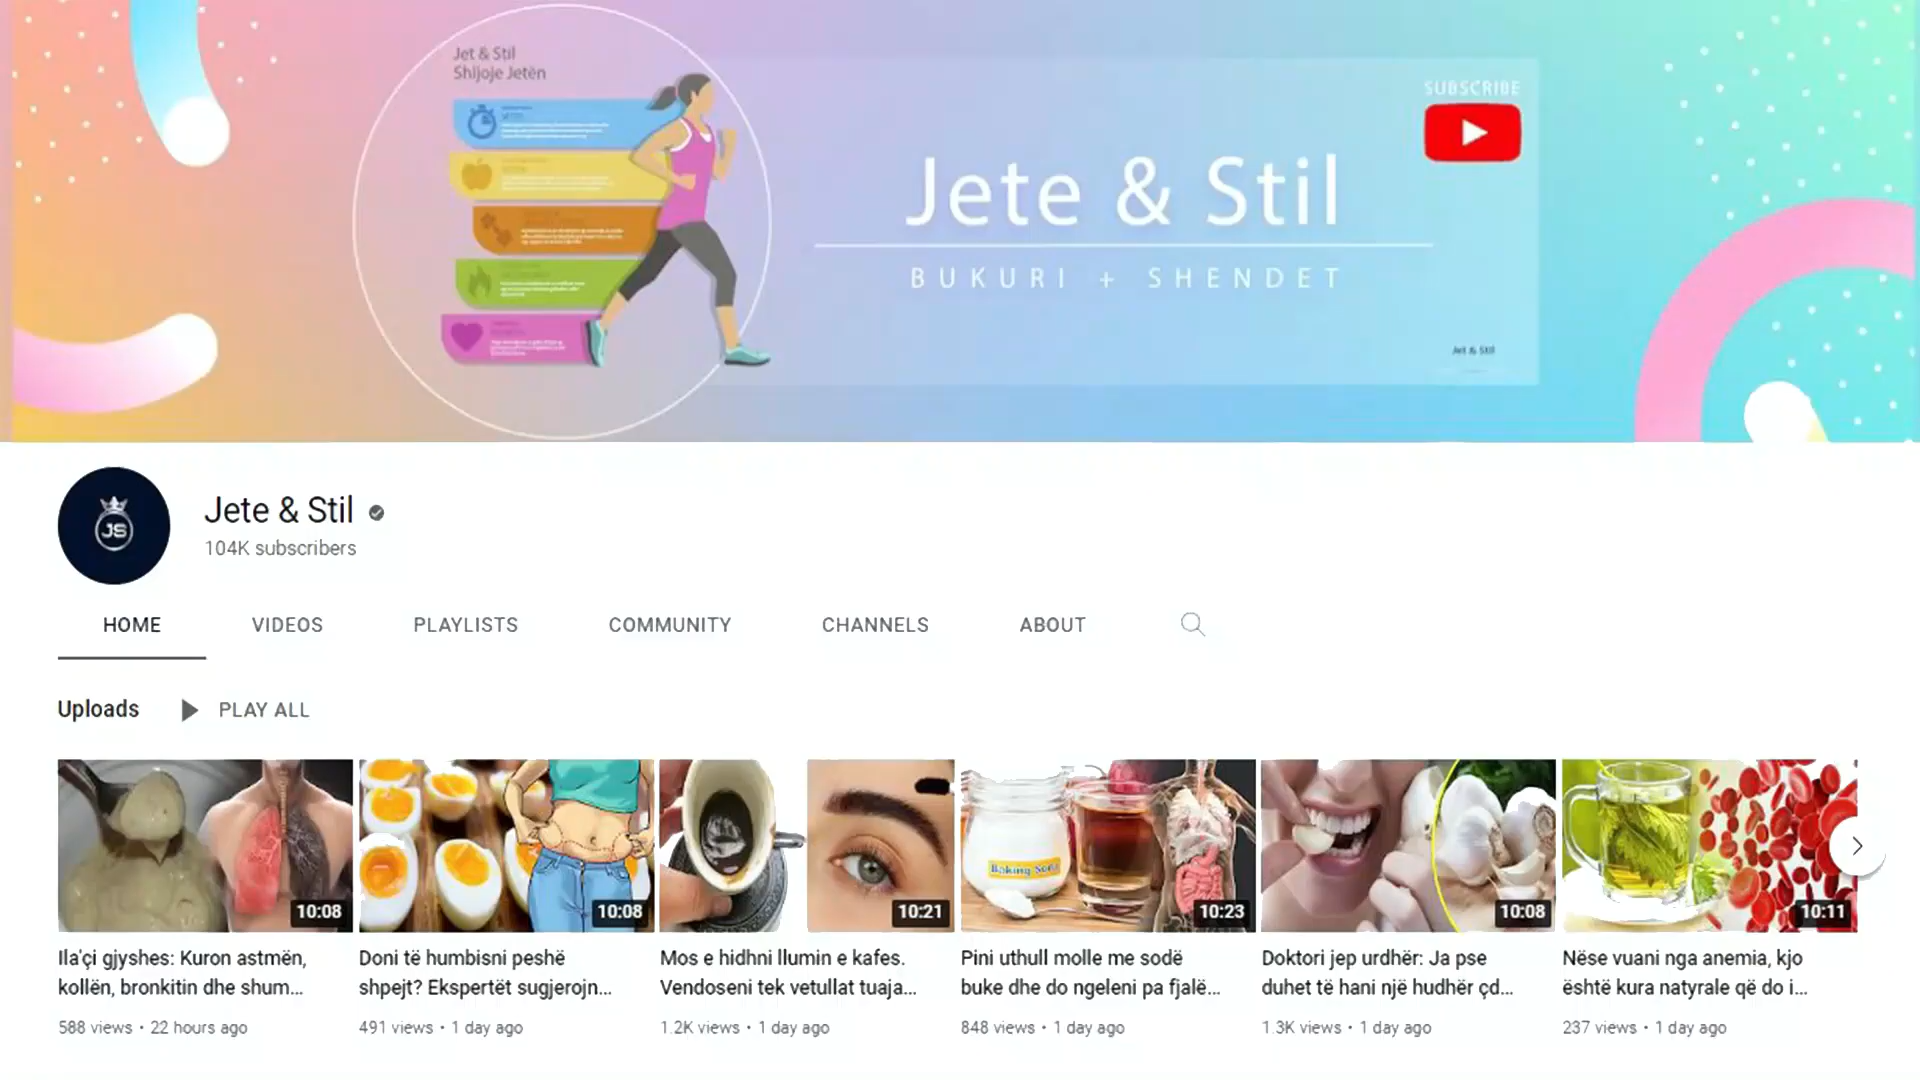 Jet & Stil
Shijoje Jetën
SUBSCRIBE
Jete & Stil
BUKURI + SHENDET
Jet & Stil
JS
Jete & Stil
104K subscribers
HOME VIDEOS PLAYLISTS COMMUNITY CHANNELS ABOUT
Uploads PLAY ALL
Baking Soda
10:08 10:08 10:21 10:23 10:08 10:11
Ila'çi gjyshes: Kuron astmën,
kollën, bronkitin dhe shum...
588 views • 22 hours ago
Doni të humbisni peshë
shpejt? Ekspertët sugjerojn...
491 views • 1 day ago
Mos e hidhni llumin e kafes.
Vendoseni tek vetullat tuaja...
1.2K views • 1 day ago
Pini uthull molle me sodë
buke dhe do ngeleni pa fjalë...
848 views • 1 day ago
Doktori jep urdhër: Ja pse
duhet të hani një hudhër çd...
1.3K views • 1 day ago
Nëse vuani nga anemia, kjo
është kura natyrale që do i...
237 views • 1 day ago